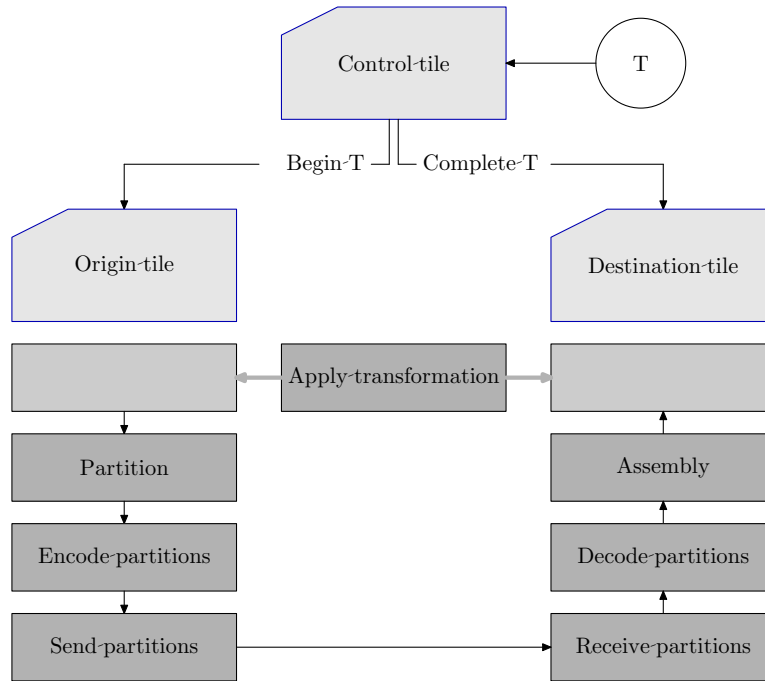 Control tile
T
Begin T
Complete T
Origin tile
Destination tile
Apply transformation
Partition
Assembly
Encode partitions
Decode partitions
Send partitions
Receive partitions